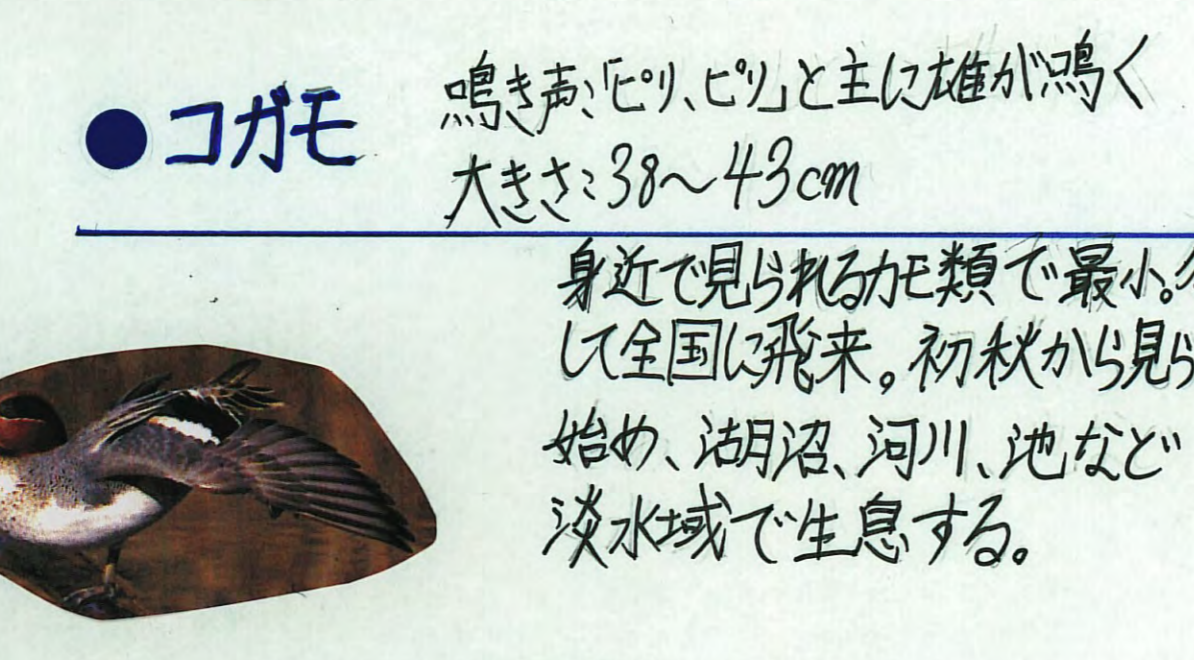 ●コガモ
鳴き声:「ピリ、ピリ」と主に雄が鳴く
大きさ:38〜43cm
身近で見られるカモ類で最小。
して全国に飛来。初秋から見ら
始め、湖沼、河川、池など
淡水域で生息する。